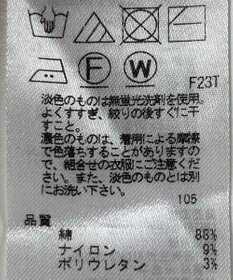 F W
F23T
淡色のものは無蛍光洗剤を使用。
よくすすぎ、絞りの後すぐに干
すこと。
濃色のものは、着用による摩擦
で色落ちすることがありますの
で、組合せの衣服にご注意くだ
さい。また、淡色のものとは別
にお洗い下さい。
105
品質
綿 88%
ナイロン 9%
ポリウレタン 3%